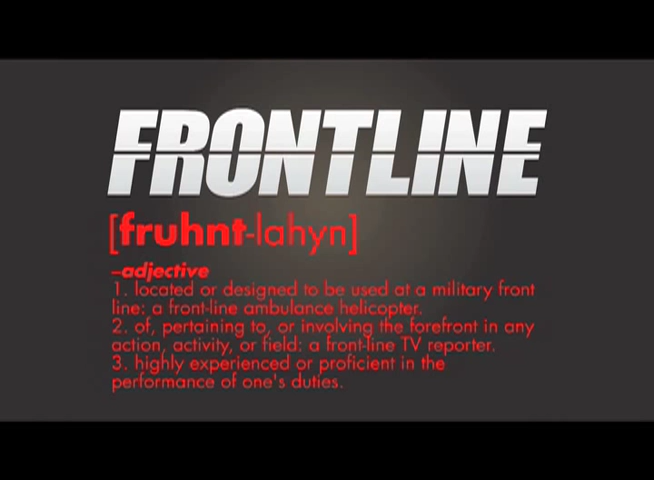 FRONTLINE
[fruhnt-lahyn]
–adjective
1. located or designed to be used at a military front
line: a front-line ambulance helicopter.
2. of, pertaining to, or involving the forefront in any
action, activity, or field: a front-line TV reporter.
3. highly experienced or proficient in the
performance of one's duties.